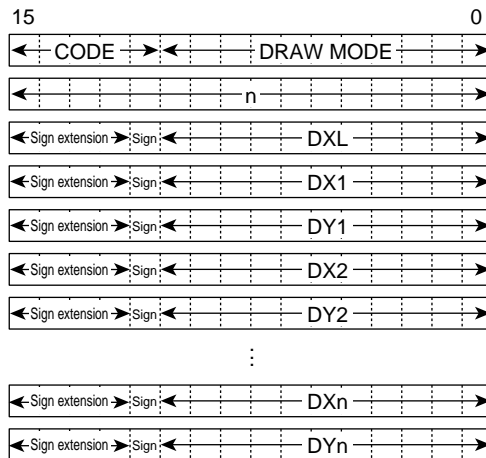 15 0
CODE DRAW MODE
n
Sign extension Sign DXL
Sign extension Sign DX1
Sign extension Sign DY1
Sign extension Sign DX2
Sign extension Sign DY2
⋮
Sign extension Sign DXn
Sign extension Sign DYn